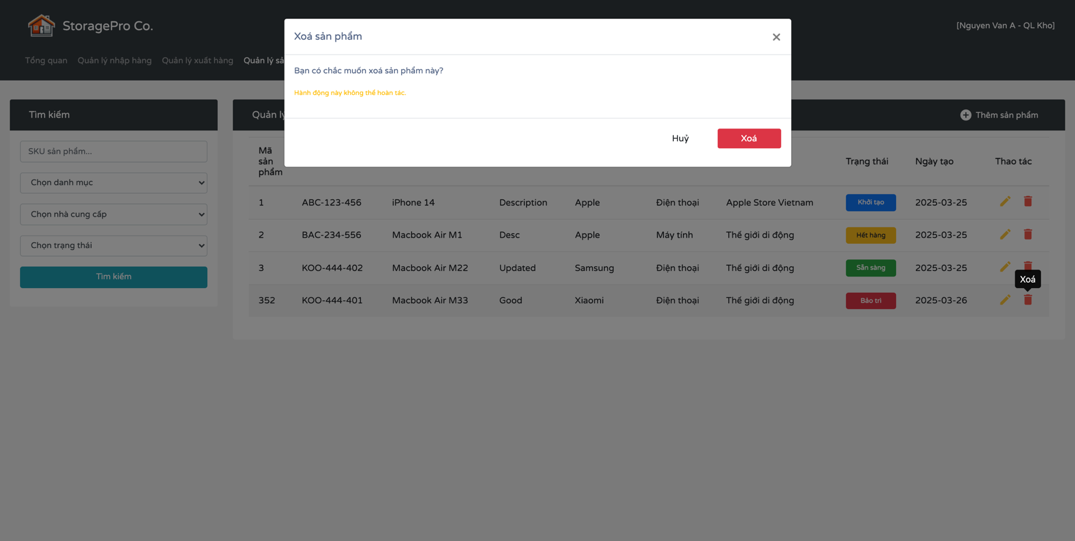 StoragePro Co.
[Nguyen Van A - QL Kho]
Tổng quan Quản lý nhập hàng Quản lý xuất hàng Quản lý sả
Xoá sản phẩm ×
Bạn có chắc muốn xoá sản phẩm này?
Hành động này không thể hoàn tác.
Huỷ Xoá
Tìm kiếm
SKU sản phẩm...
Chọn danh mục
Chọn nhà cung cấp
Chọn trạng thái
Tìm kiếm
Quản lý
Thêm sản phẩm
Mã sản phẩm Trạng thái Ngày tạo Thao tác
1 ABC-123-456 iPhone 14 Description Apple Điện thoại Apple Store Vietnam Khởi tạo 2025-03-25
2 BAC-234-556 Macbook Air M1 Desc Apple Máy tính Thế giới di động Hết hàng 2025-03-25
3 KOO-444-402 Macbook Air M22 Updated Samsung Điện thoại Thế giới di động Sẵn sàng 2025-03-25
Xoá
352 KOO-444-401 Macbook Air M33 Good Xiaomi Điện thoại Thế giới di động Bảo trì 2025-03-26